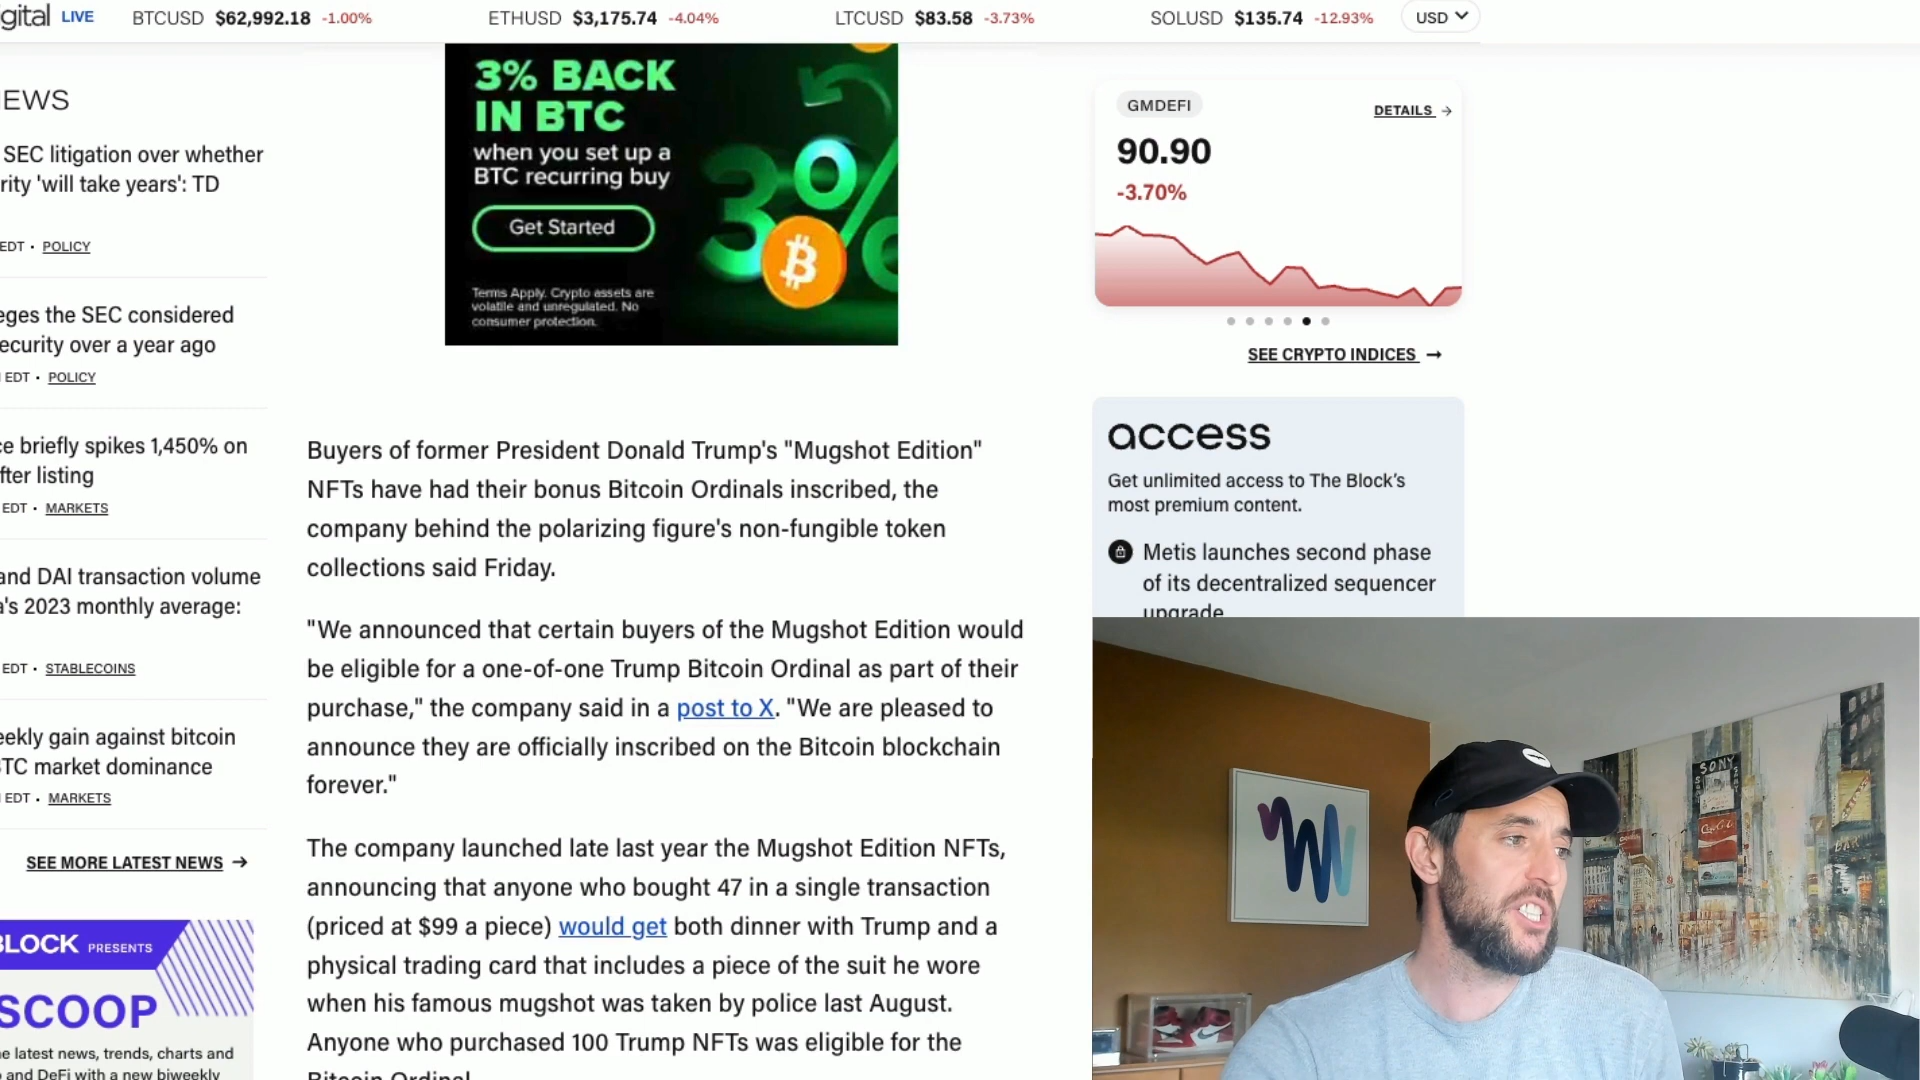 igital LIVE BTCUSD $62,992.18 -1.00% ETHUSD $3,175.74 -4.04% LTCUSD $83.58 -3.73% SOLUSD $135.74 -12.93% USD
EWS
SEC litigation over whether
rity 'will take years': TD
EDT • POLICY
eges the SEC considered
ecurity over a year ago
EDT • POLICY
ce briefly spikes 1,450% on
fter listing
EDT • MARKETS
and DAI transaction volume
a's 2023 monthly average:
EDT • STABLECOINS
eekly gain against bitcoin
BTC market dominance
EDT • MARKETS
SEE MORE LATEST NEWS →
BLOCK PRESENTS
SCOOP
e latest news, trends, charts and
and DeFi with a new biweekly
3% BACK
IN BTC
when you set up a
BTC recurring buy
Get Started
Terms Apply. Crypto assets are
volatile and unregulated. No
consumer protection.
3%
Buyers of former President Donald Trump's "Mugshot Edition"
NFTs have had their bonus Bitcoin Ordinals inscribed, the
company behind the polarizing figure's non-fungible token
collections said Friday.
"We announced that certain buyers of the Mugshot Edition would
be eligible for a one-of-one Trump Bitcoin Ordinal as part of their
purchase," the company said in a post to X. "We are pleased to
announce they are officially inscribed on the Bitcoin blockchain
forever."
The company launched late last year the Mugshot Edition NFTs,
announcing that anyone who bought 47 in a single transaction
(priced at $99 a piece) would get both dinner with Trump and a
physical trading card that includes a piece of the suit he wore
when his famous mugshot was taken by police last August.
Anyone who purchased 100 Trump NFTs was eligible for the
Bitcoin Ordinal.
GMDEFI
DETAILS →
90.90
-3.70%
SEE CRYPTO INDICES →
access
Get unlimited access to The Block's
most premium content.
Metis launches second phase
of its decentralized sequencer
upgrade
SONY
Coca-Cola